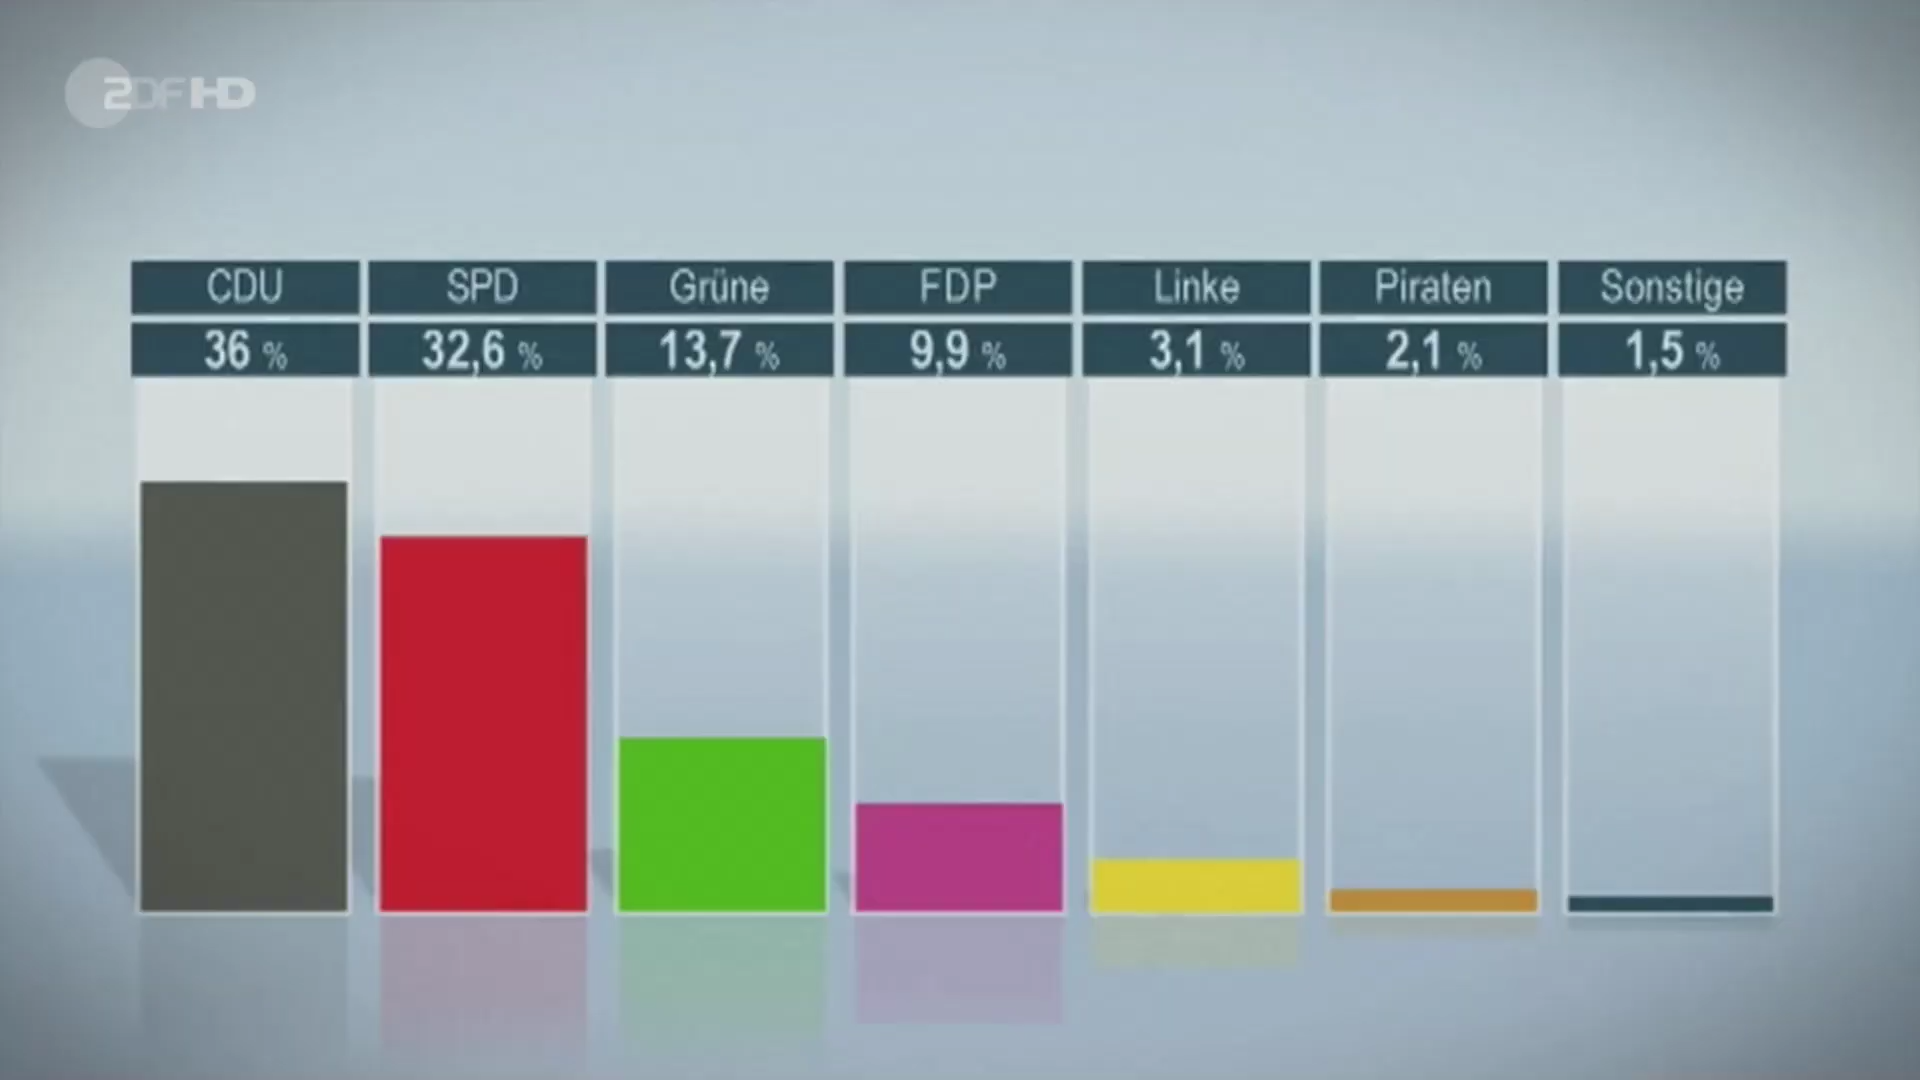 ZDF HD
CDU SPD Grüne FDP Linke Piraten Sonstige
36 % 32,6 % 13,7 % 9,9 % 3,1 % 2,1 % 1,5 %